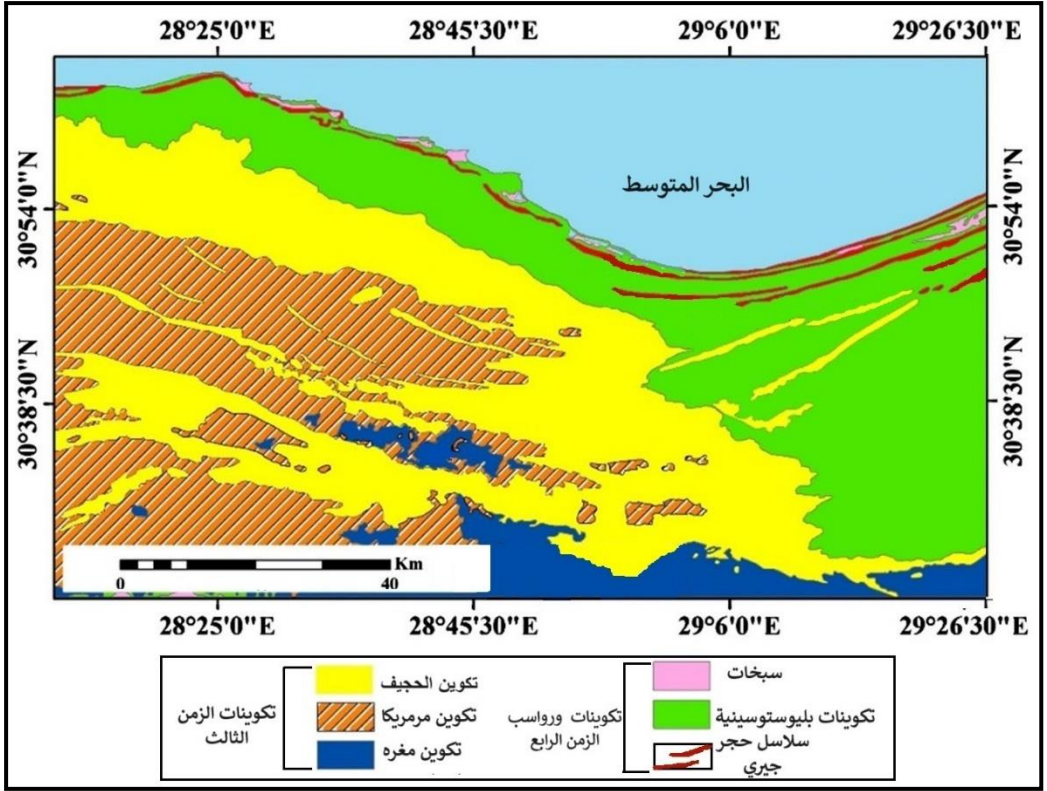 28°25'0"E 28°45'30"E 29°6'0"E 29°26'30"E
30°54'0"N
30°54'0"N
البحر المتوسط
30°38'30"N
30°38'30"N
Km
0 40
28°25'0"E 28°45'30"E 29°6'0"E 29°26'30"E
تكوينات ورواسب
الزمن الرابع
سبخات
تكوينات بليوستوسينية
سلاسل حجر
جيري
تكوينات الزمن
الثالث
تكوين الحجيف
تكوين مرمريكا
تكوين مغره